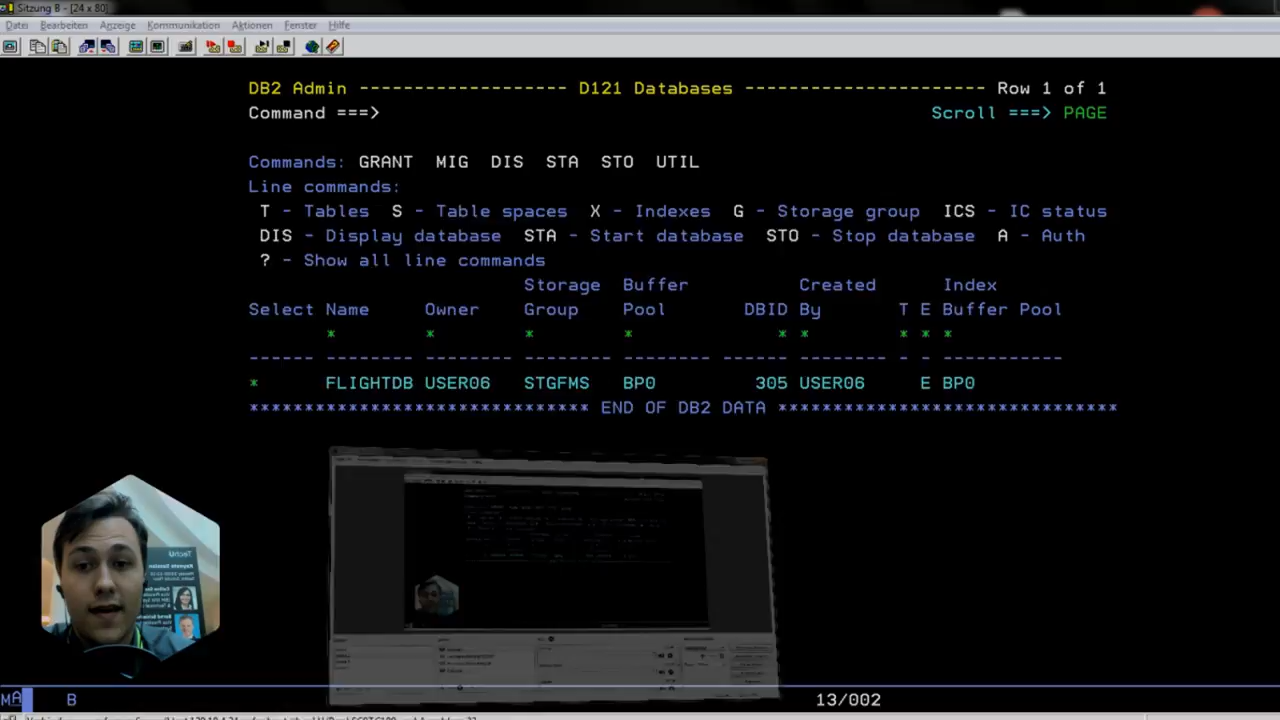 Sitzung B - [24 x 80]
Datei Bearbeiten Anzeige Kommunikation Aktionen Fenster Hilfe
DB2 Admin ------------------- D121 Databases ---------------------- Row 1 of 1
Command ===> Scroll ===> PAGE
Commands: GRANT MIG DIS STA STO UTIL
Line commands:
T - Tables S - Table spaces X - Indexes G - Storage group ICS - IC status
DIS - Display database STA - Start database STO - Stop database A - Auth
? - Show all line commands
Storage Buffer Created Index
Select Name Owner Group Pool DBID By T E Buffer Pool
* * * * * * * * *
------ -------- -------- -------- -------- ------ -------- - - -----------
* FLIGHTDB USER06 STGFMS BP0 305 USER06 E BP0
******************************* END OF DB2 DATA *******************************
TechU
Keynote Session
MA B 13/002